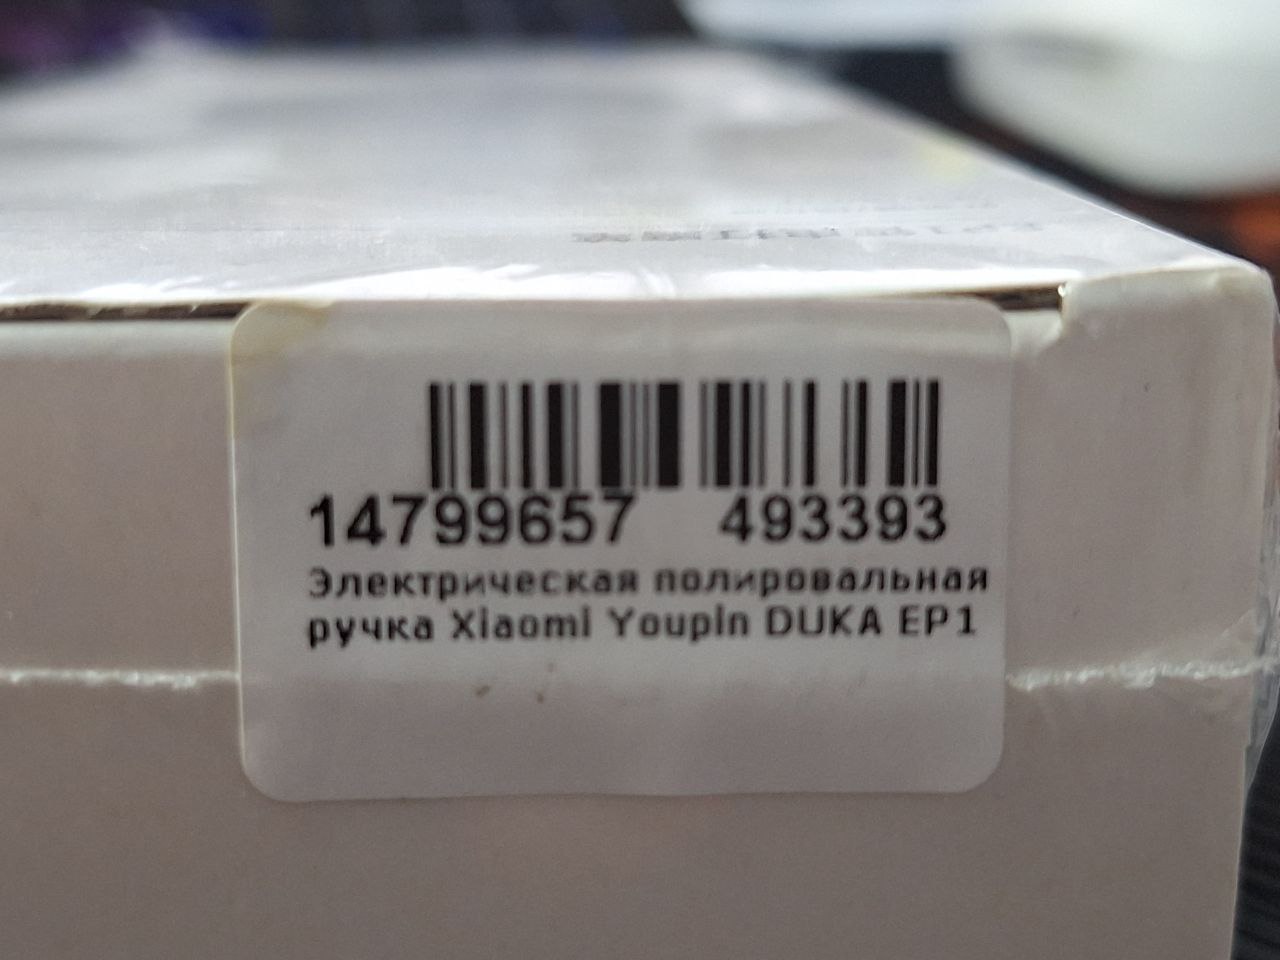 14799657 493393
Электрическая полировальная
ручка Xiaomi Youpin DUKA EP1